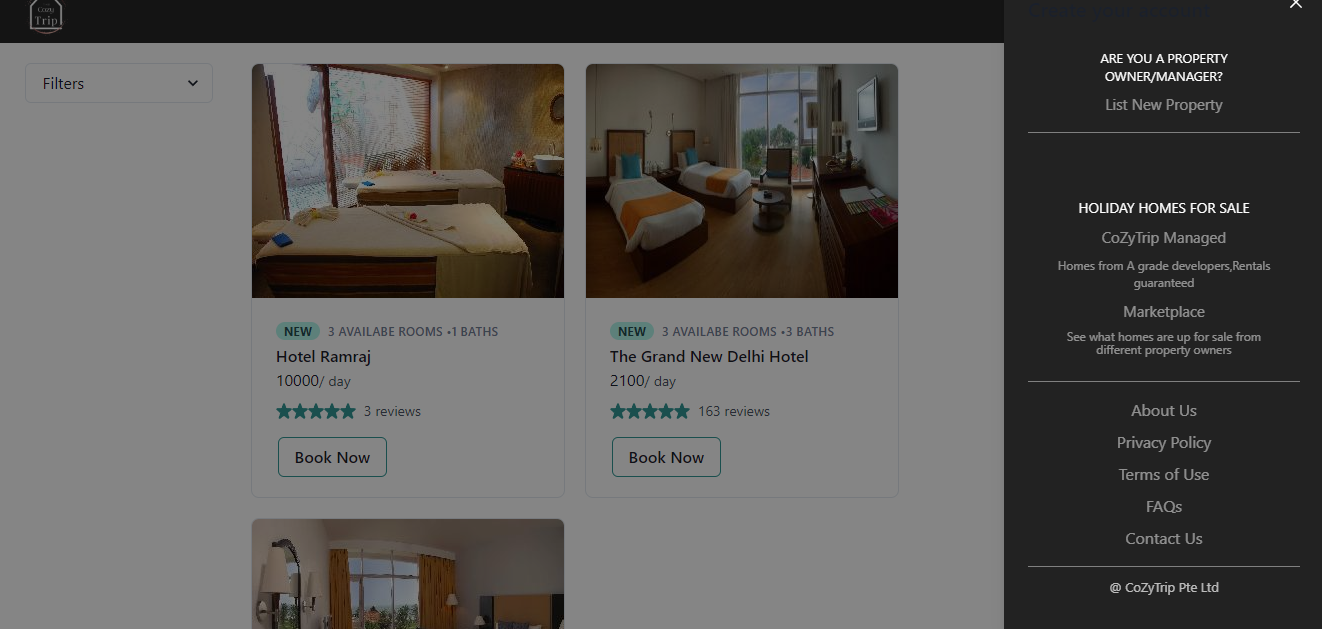 Cozy
Trip
Filters
NEW 3 AVAILABE ROOMS •1 BATHS
Hotel Ramraj
10000/ day
3 reviews
Book Now
NEW 3 AVAILABE ROOMS •3 BATHS
The Grand New Delhi Hotel
2100/ day
163 reviews
Book Now
ARE YOU A PROPERTY
OWNER/MANAGER?
List New Property
HOLIDAY HOMES FOR SALE
CoZyTrip Managed
Homes from A grade developers,Rentals
guaranteed
Marketplace
See what homes are up for sale from
different property owners
About Us
Privacy Policy
Terms of Use
FAQs
Contact Us
@ CoZyTrip Pte Ltd